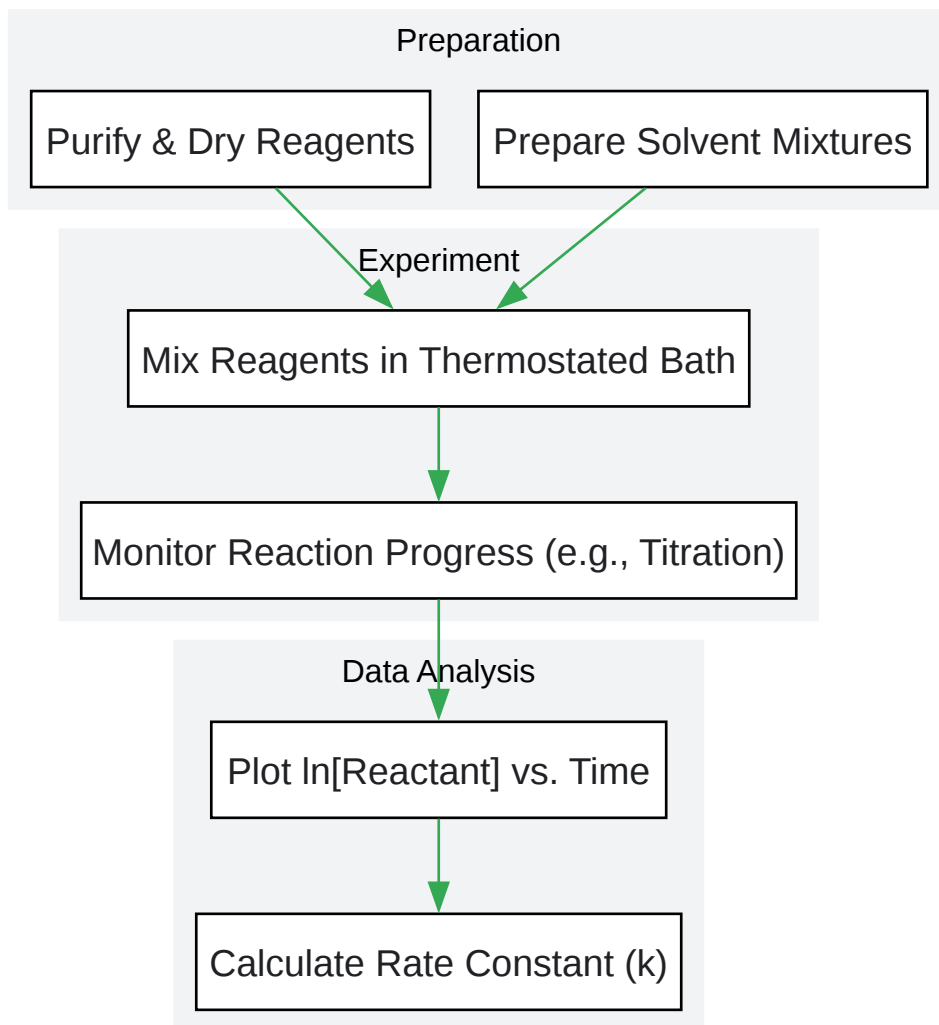 Preparation
Purify & Dry Reagents
Prepare Solvent Mixtures
Experiment
Mix Reagents in Thermostated Bath
Monitor Reaction Progress (e.g., Titration)
Data Analysis
Plot ln[Reactant] vs. Time
Calculate Rate Constant (k)